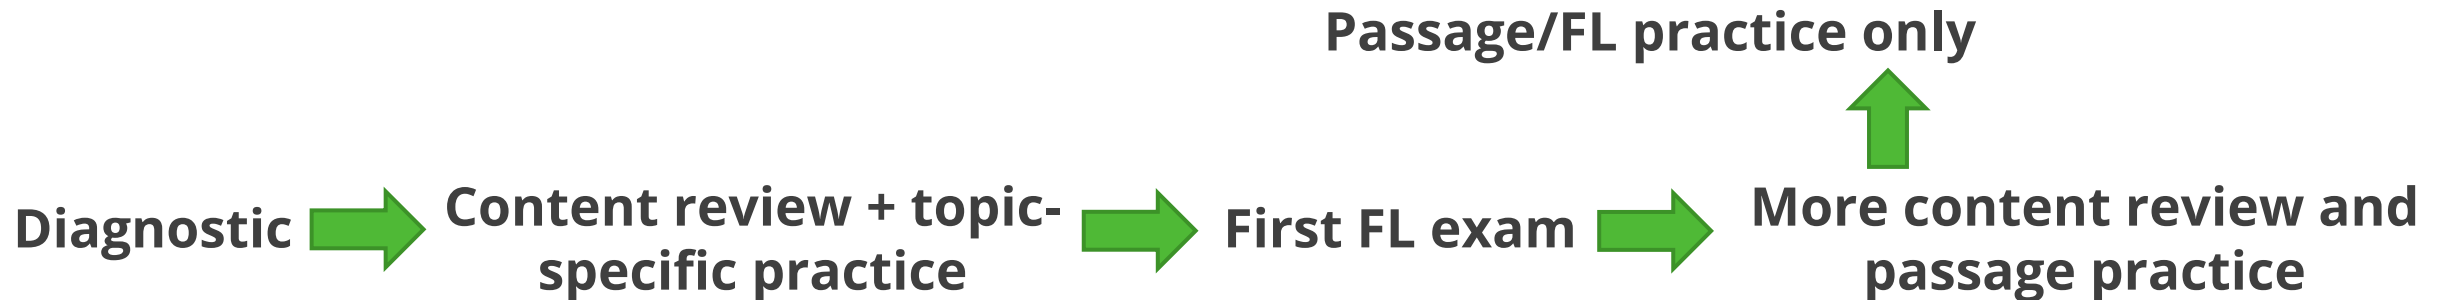 Passage/FL practice only
Diagnostic
Content review + topic-
specific practice
First FL exam
More content review and
passage practice